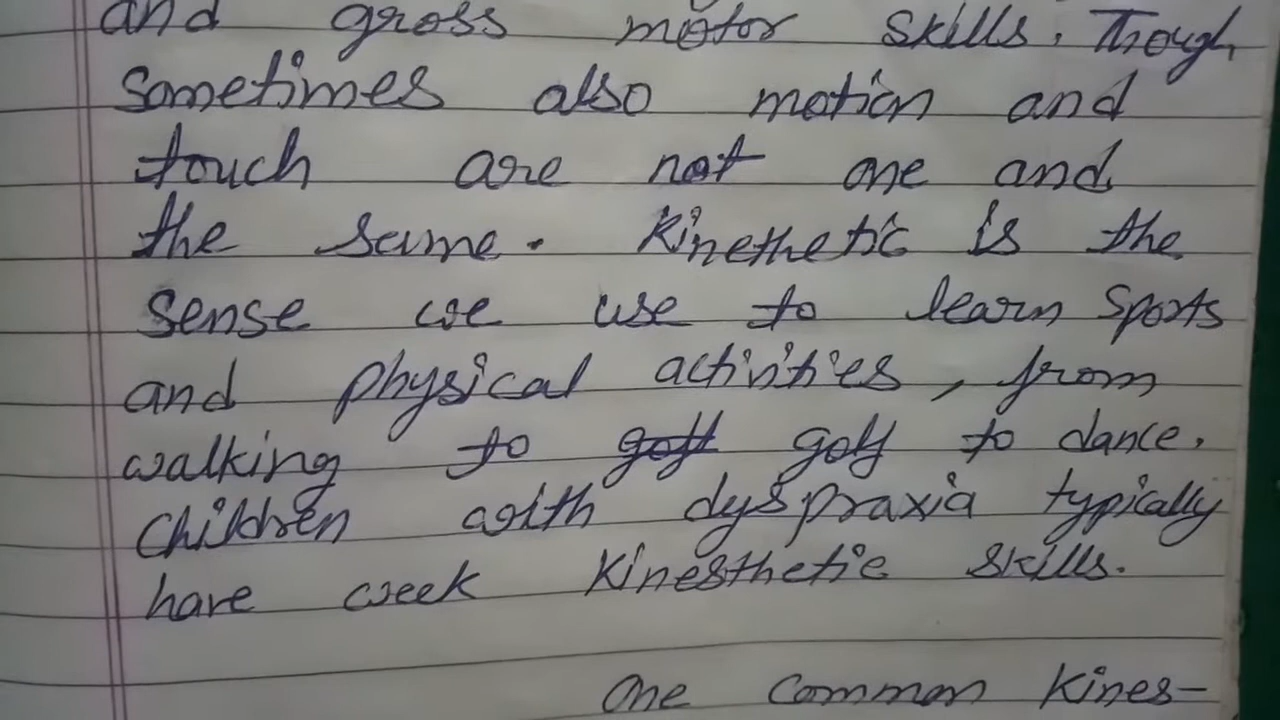 and gross motor skills. Though
sometimes also motion and
touch are not one and
the same. Kinethetic is the
sense we use to learn sports
and physical activities, from
walking to golf golf to dance.
Children with dyspraxia typically
have week kinesthetic skills.
One common kines-